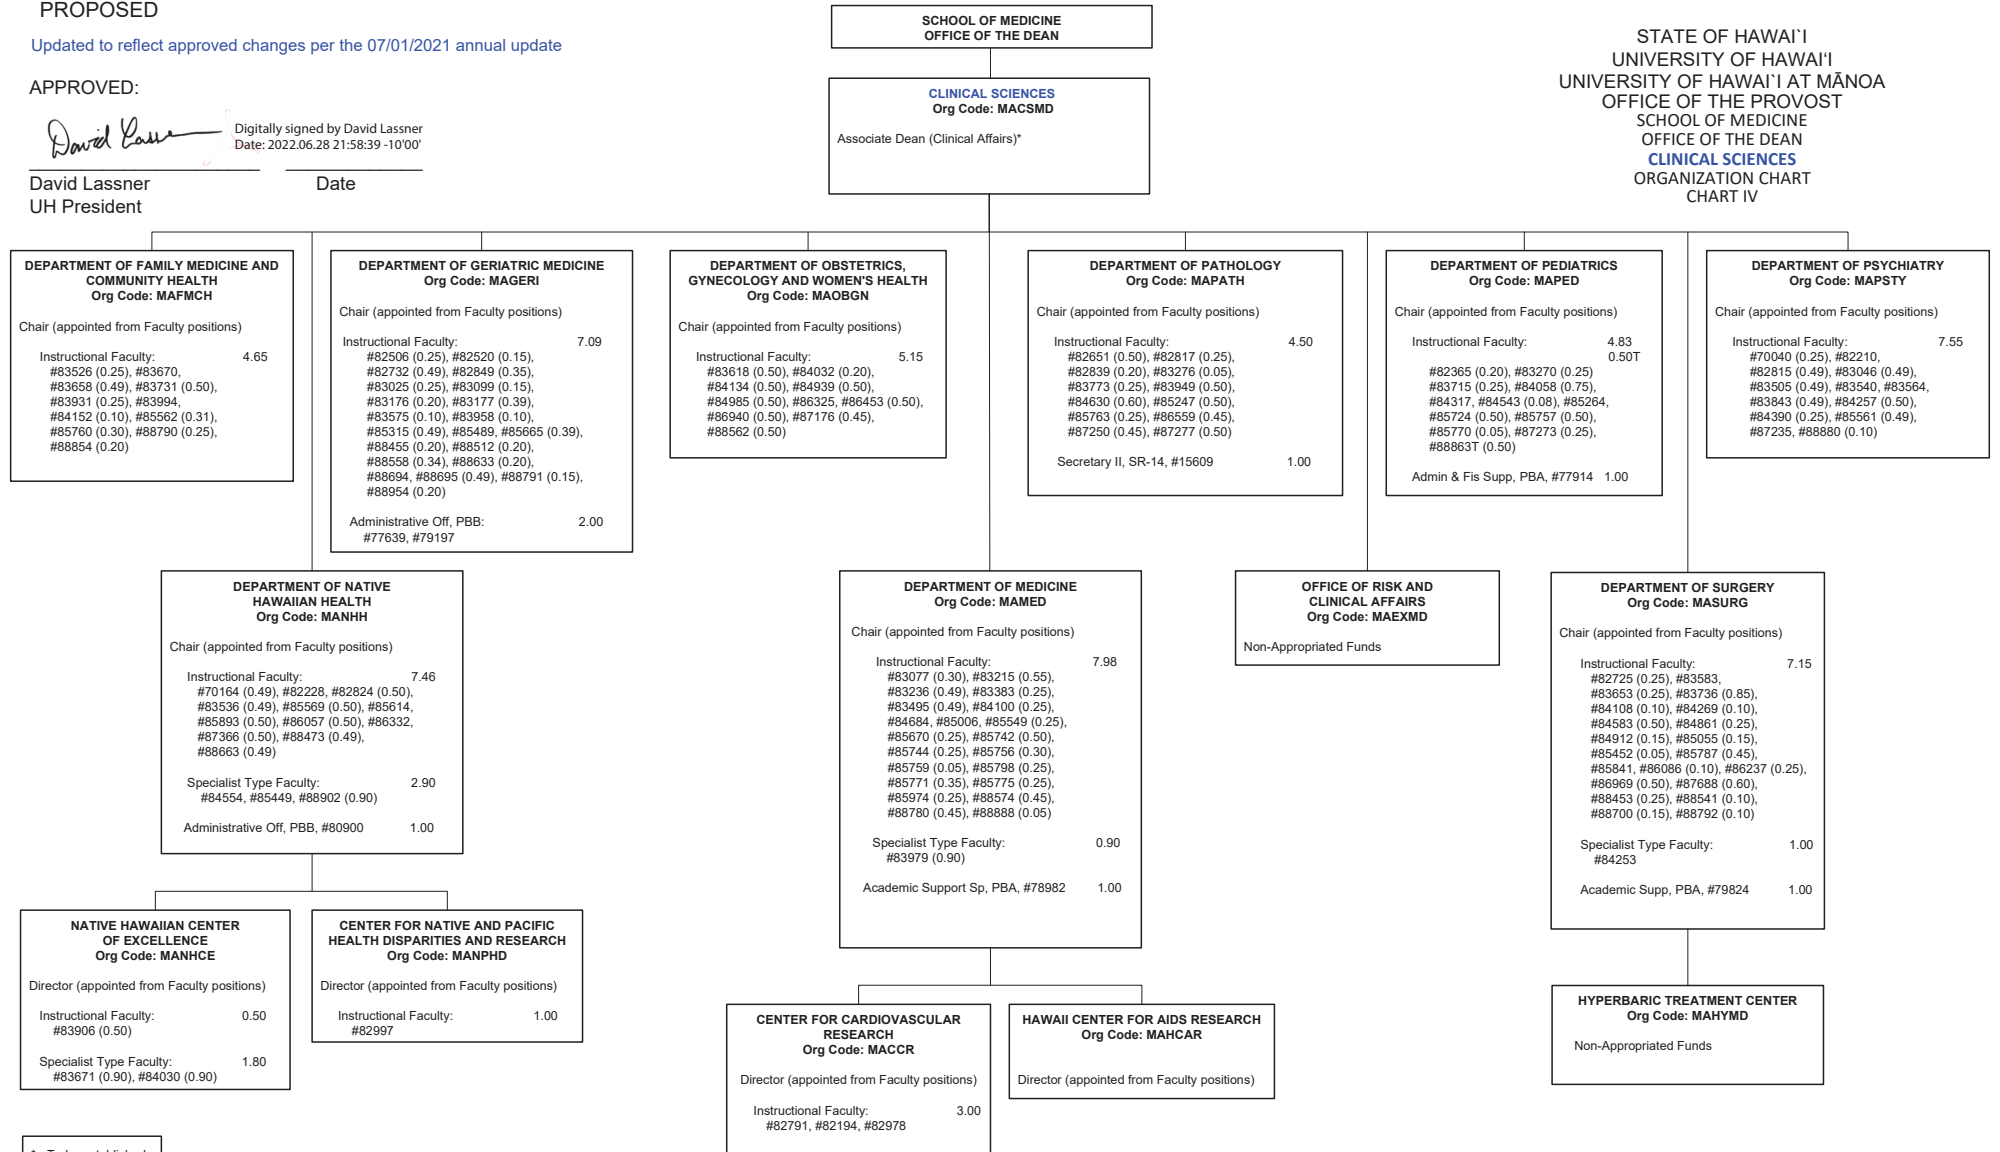 PROPOSED
Updated to reflect approved changes per the 07/01/2021 annual update
APPROVED:
David Lassner
Digitally signed by David Lassner
Date: 2022.06.28 21:58:39 -10'00'
David Lassner
Date
UH President
SCHOOL OF MEDICINE
OFFICE OF THE DEAN
CLINICAL SCIENCES
Org Code: MACSMD
Associate Dean (Clinical Affairs)*
STATE OF HAWAI`I
UNIVERSITY OF HAWAI‘I
UNIVERSITY OF HAWAI`I AT MĀNOA
OFFICE OF THE PROVOST
SCHOOL OF MEDICINE
OFFICE OF THE DEAN
CLINICAL SCIENCES
ORGANIZATION CHART
CHART IV
DEPARTMENT OF FAMILY MEDICINE AND
COMMUNITY HEALTH
Org Code: MAFMCH
Chair (appointed from Faculty positions)
Instructional Faculty: 4.65
#83526 (0.25), #83670,
#83658 (0.49), #83731 (0.50),
#83931 (0.25), #83994,
#84152 (0.10), #85562 (0.31),
#85760 (0.30), #88790 (0.25),
#88854 (0.20)
DEPARTMENT OF GERIATRIC MEDICINE
Org Code: MAGERI
Chair (appointed from Faculty positions)
Instructional Faculty: 7.09
#82506 (0.25), #82520 (0.15),
#82732 (0.49), #82849 (0.35),
#83025 (0.25), #83099 (0.15),
#83176 (0.20), #83177 (0.39),
#83575 (0.10), #83958 (0.10),
#85315 (0.49), #85489, #85665 (0.39),
#88455 (0.20), #88512 (0.20),
#88558 (0.34), #88633 (0.20),
#88694, #88695 (0.49), #88791 (0.15),
#88954 (0.20)
Administrative Off, PBB: 2.00
#77639, #79197
DEPARTMENT OF OBSTETRICS,
GYNECOLOGY AND WOMEN'S HEALTH
Org Code: MAOBGN
Chair (appointed from Faculty positions)
Instructional Faculty: 5.15
#83618 (0.50), #84032 (0.20),
#84134 (0.50), #84939 (0.50),
#84985 (0.50), #86325, #86453 (0.50),
#86940 (0.50), #87176 (0.45),
#88562 (0.50)
DEPARTMENT OF PATHOLOGY
Org Code: MAPATH
Chair (appointed from Faculty positions)
Instructional Faculty: 4.50
#82651 (0.50), #82817 (0.25),
#82839 (0.20), #83276 (0.05),
#83773 (0.25), #83949 (0.50),
#84630 (0.60), #85247 (0.50),
#85763 (0.25), #86559 (0.45),
#87250 (0.45), #87277 (0.50)
Secretary II, SR-14, #15609 1.00
DEPARTMENT OF PEDIATRICS
Org Code: MAPED
Chair (appointed from Faculty positions)
Instructional Faculty: 4.83
0.50T
#82365 (0.20), #83270 (0.25)
#83715 (0.25), #84058 (0.75),
#84317, #84543 (0.08), #85264,
#85724 (0.50), #85757 (0.50),
#85770 (0.05), #87273 (0.25),
#88863T (0.50)
Admin & Fis Supp, PBA, #77914 1.00
DEPARTMENT OF PSYCHIATRY
Org Code: MAPSTY
Chair (appointed from Faculty positions)
Instructional Faculty: 7.55
#70040 (0.25), #82210,
#82815 (0.49), #83046 (0.49),
#83505 (0.49), #83540, #83564,
#83843 (0.49), #84257 (0.50),
#84390 (0.25), #85561 (0.49),
#87235, #88880 (0.10)
DEPARTMENT OF NATIVE
HAWAIIAN HEALTH
Org Code: MANHH
Chair (appointed from Faculty positions)
Instructional Faculty: 7.46
#70164 (0.49), #82228, #82824 (0.50),
#83536 (0.49), #85569 (0.50), #85614,
#85893 (0.50), #86057 (0.50), #86332,
#87366 (0.50), #88473 (0.49),
#88663 (0.49)
Specialist Type Faculty: 2.90
#84554, #85449, #88902 (0.90)
Administrative Off, PBB, #80900 1.00
DEPARTMENT OF MEDICINE
Org Code: MAMED
Chair (appointed from Faculty positions)
Instructional Faculty: 7.98
#83077 (0.30), #83215 (0.55),
#83236 (0.49), #83383 (0.25),
#83495 (0.49), #84100 (0.25),
#84684, #85006, #85549 (0.25),
#85670 (0.25), #85742 (0.50),
#85744 (0.25), #85756 (0.30),
#85759 (0.05), #85798 (0.25),
#85771 (0.35), #85775 (0.25),
#85974 (0.25), #88574 (0.45),
#88780 (0.45), #88888 (0.05)
Specialist Type Faculty: 0.90
#83979 (0.90)
Academic Support Sp, PBA, #78982 1.00
OFFICE OF RISK AND
CLINICAL AFFAIRS
Org Code: MAEXMD
Non-Appropriated Funds
DEPARTMENT OF SURGERY
Org Code: MASURG
Chair (appointed from Faculty positions)
Instructional Faculty: 7.15
#82725 (0.25), #83583,
#83653 (0.25), #83736 (0.85),
#84108 (0.10), #84269 (0.10),
#84583 (0.50), #84861 (0.25),
#84912 (0.15), #85055 (0.15),
#85452 (0.05), #85787 (0.45),
#85841, #86086 (0.10), #86237 (0.25),
#86969 (0.50), #87688 (0.60),
#88453 (0.25), #88541 (0.10),
#88700 (0.15), #88792 (0.10)
Specialist Type Faculty: 1.00
#84253
Academic Supp, PBA, #79824 1.00
NATIVE HAWAIIAN CENTER
OF EXCELLENCE
Org Code: MANHCE
Director (appointed from Faculty positions)
Instructional Faculty: 0.50
#83906 (0.50)
Specialist Type Faculty: 1.80
#83671 (0.90), #84030 (0.90)
CENTER FOR NATIVE AND PACIFIC
HEALTH DISPARITIES AND RESEARCH
Org Code: MANPHD
Director (appointed from Faculty positions)
Instructional Faculty: 1.00
#82997
CENTER FOR CARDIOVASCULAR
RESEARCH
Org Code: MACCR
Director (appointed from Faculty positions)
Instructional Faculty: 3.00
#82791, #82194, #82978
HAWAII CENTER FOR AIDS RESEARCH
Org Code: MAHCAR
Director (appointed from Faculty positions)
HYPERBARIC TREATMENT CENTER
Org Code: MAHYMD
Non-Appropriated Funds